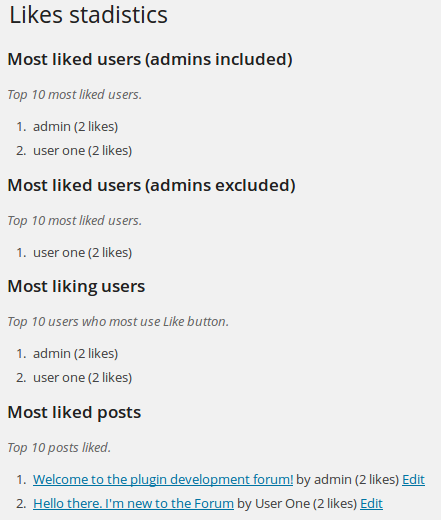 Likes stadistics
Most liked users (admins included)
Top 10 most liked users.
1. admin (2 likes)
2. user one (2 likes)
Most liked users (admins excluded)
Top 10 most liked users.
1. user one (2 likes)
Most liking users
Top 10 users who most use Like button.
1. admin (2 likes)
2. user one (2 likes)
Most liked posts
Top 10 posts liked.
1. Welcome to the plugin development forum! by admin (2 likes) Edit
2. Hello there. I'm new to the Forum by User One (2 likes) Edit